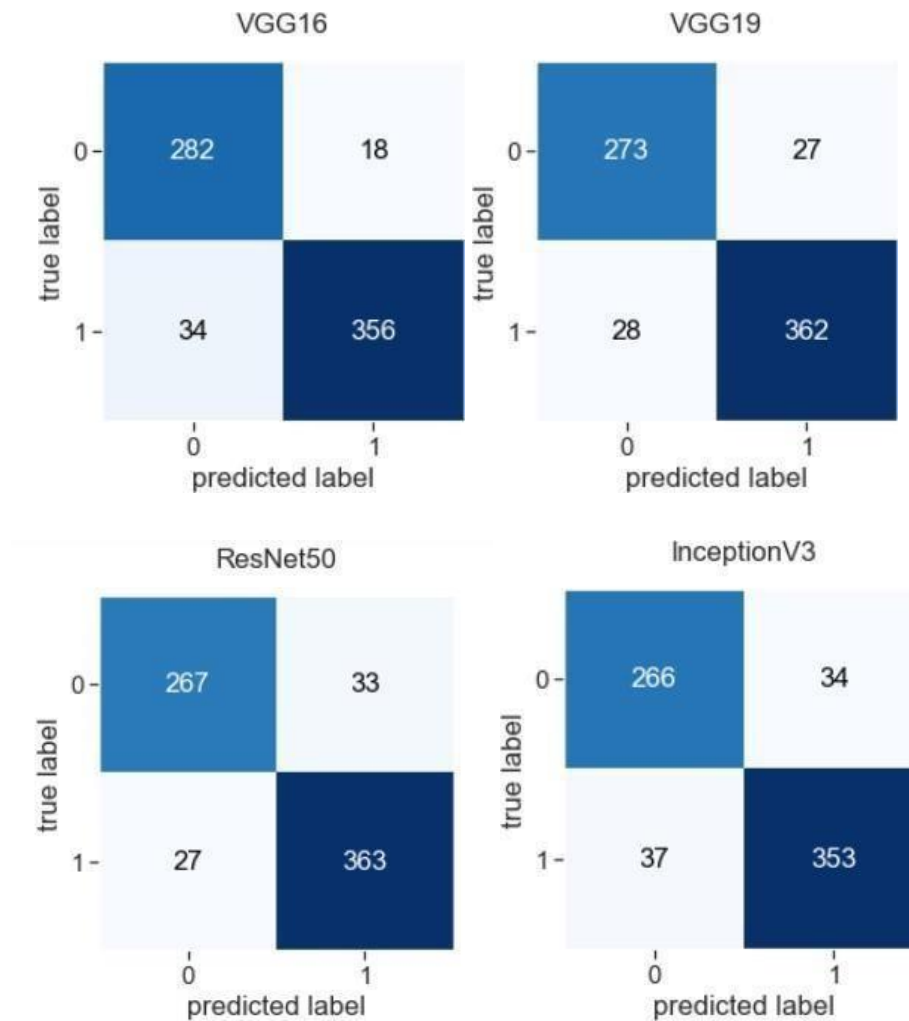 VGG16
0
282
18
true label
1
34
356
0
1
predicted label
VGG19
0
273
27
true label
1
28
362
0
1
predicted label
ResNet50
0
267
33
true label
1
27
363
0
1
predicted label
InceptionV3
0
266
34
true label
1
37
353
0
1
predicted label